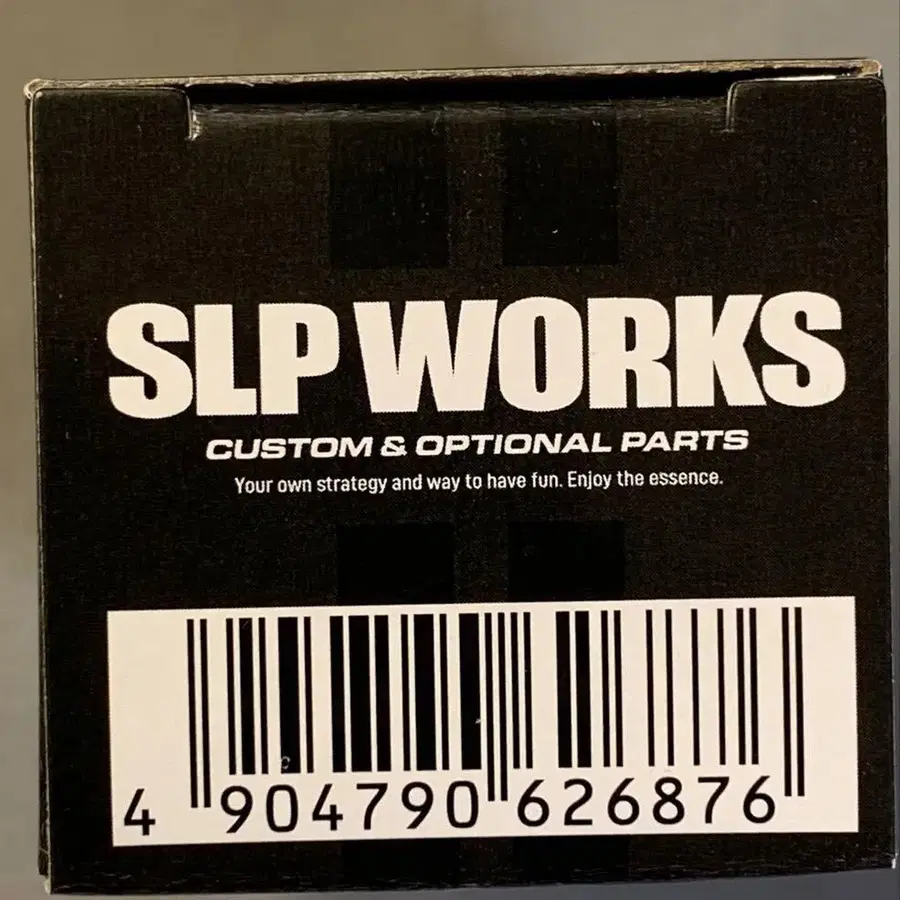 SLP WORKS
CUSTOM & OPTIONAL PARTS
Your own strategy and way to have fun. Enjoy the essence.
4 904790 626876